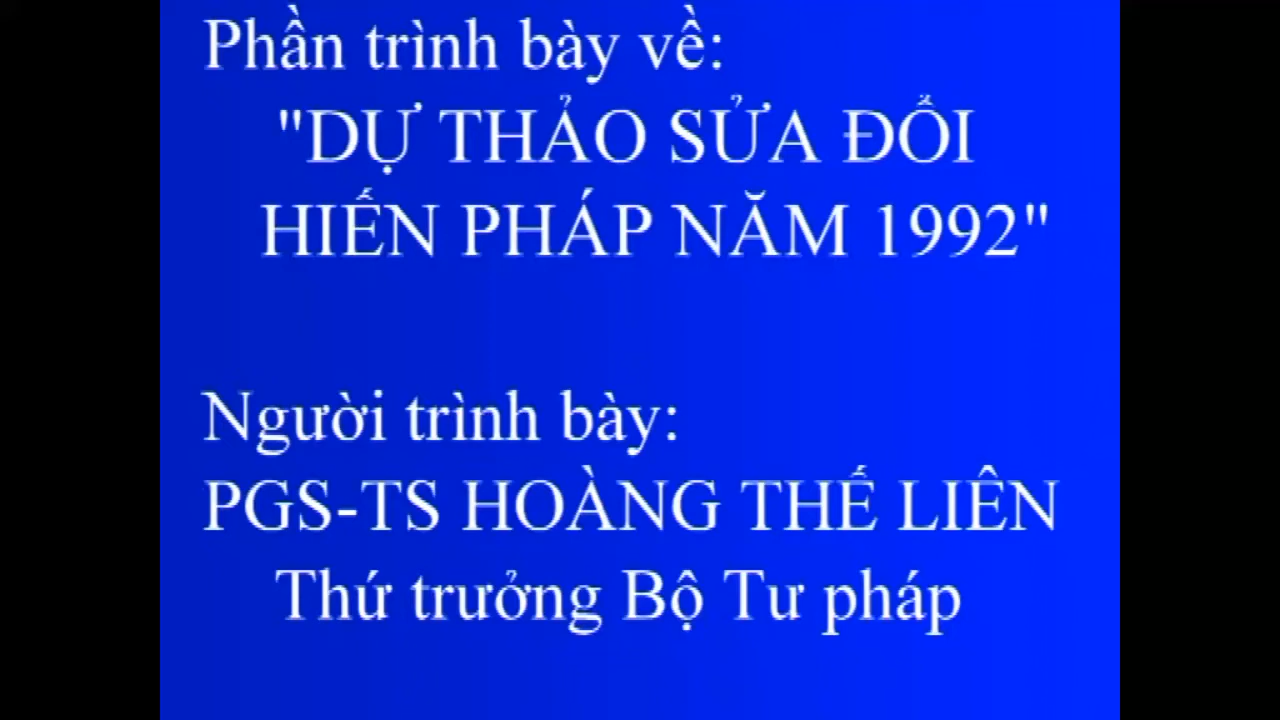 Phần trình bày về:
"DỰ THẢO SỬA ĐỔI
HIẾN PHÁP NĂM 1992"
Người trình bày:
PGS-TS HOÀNG THẾ LIÊN
Thứ trưởng Bộ Tư pháp